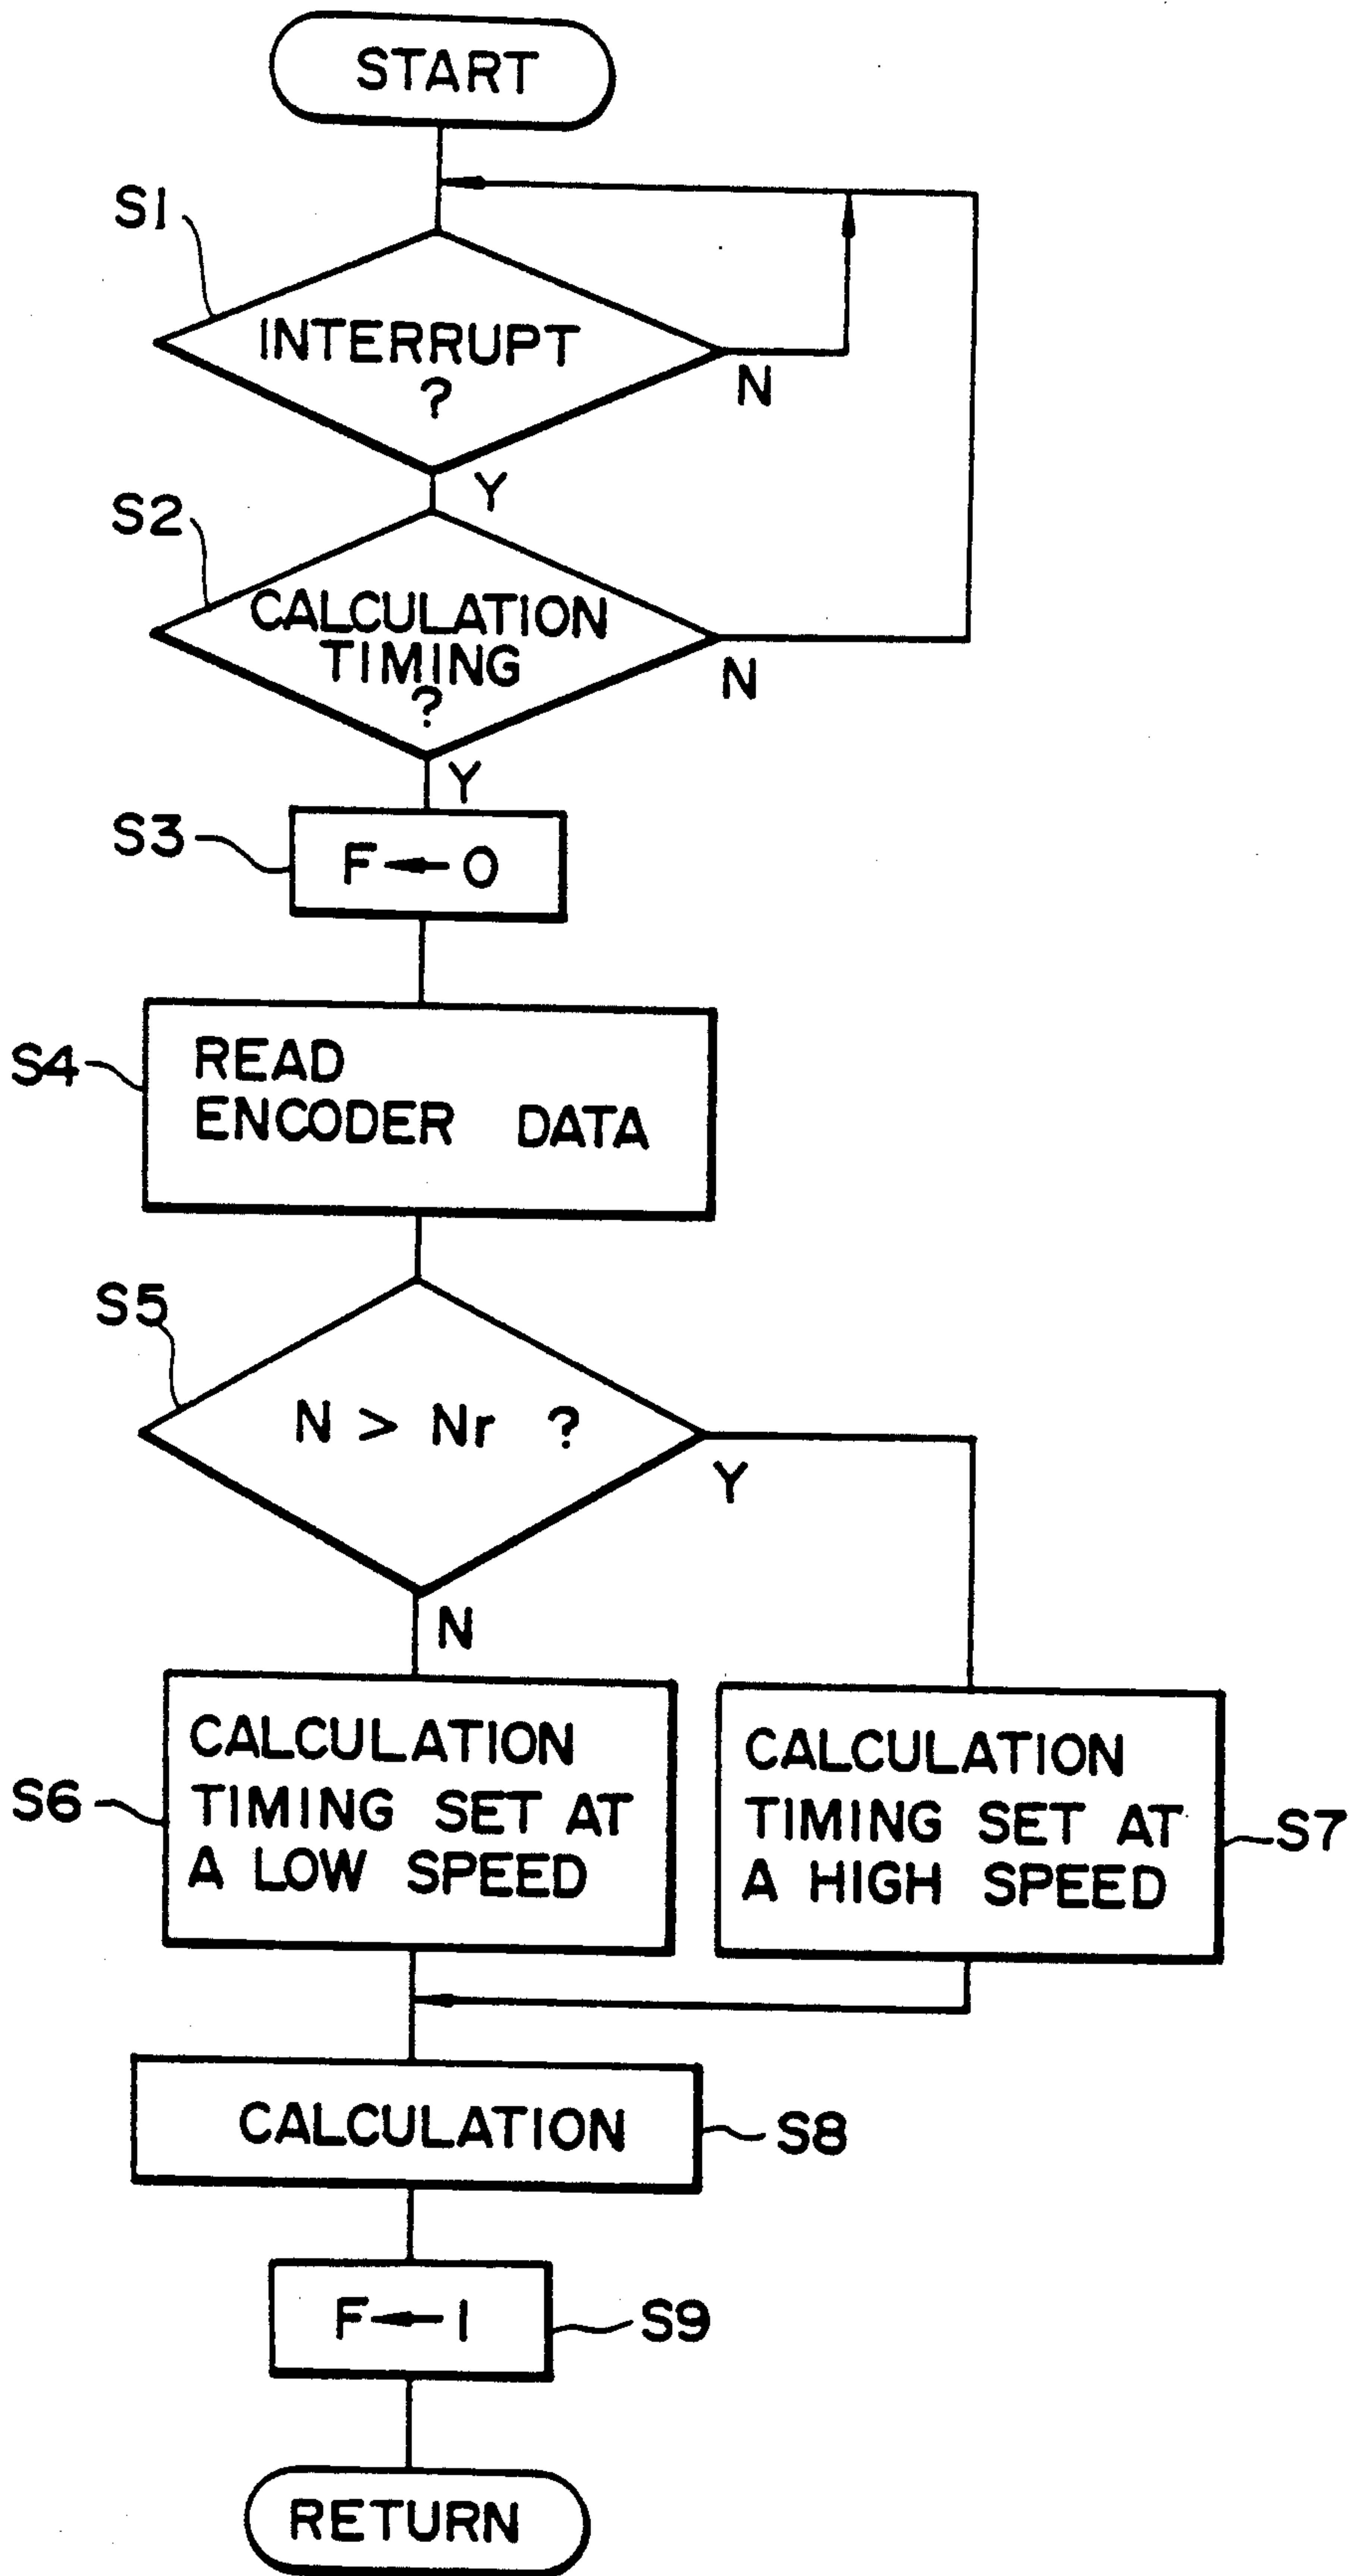 START
S1
INTERRUPT
?
N
Y
S2
CALCULATION
TIMING
?
N
Y
S3
F ← 0
S4
READ
ENCODER DATA
S5
N > Nr ?
Y
N
S6
CALCULATION
TIMING SET AT
A LOW SPEED
CALCULATION
TIMING SET AT
A HIGH SPEED
S7
CALCULATION
S8
F ← 1
S9
RETURN